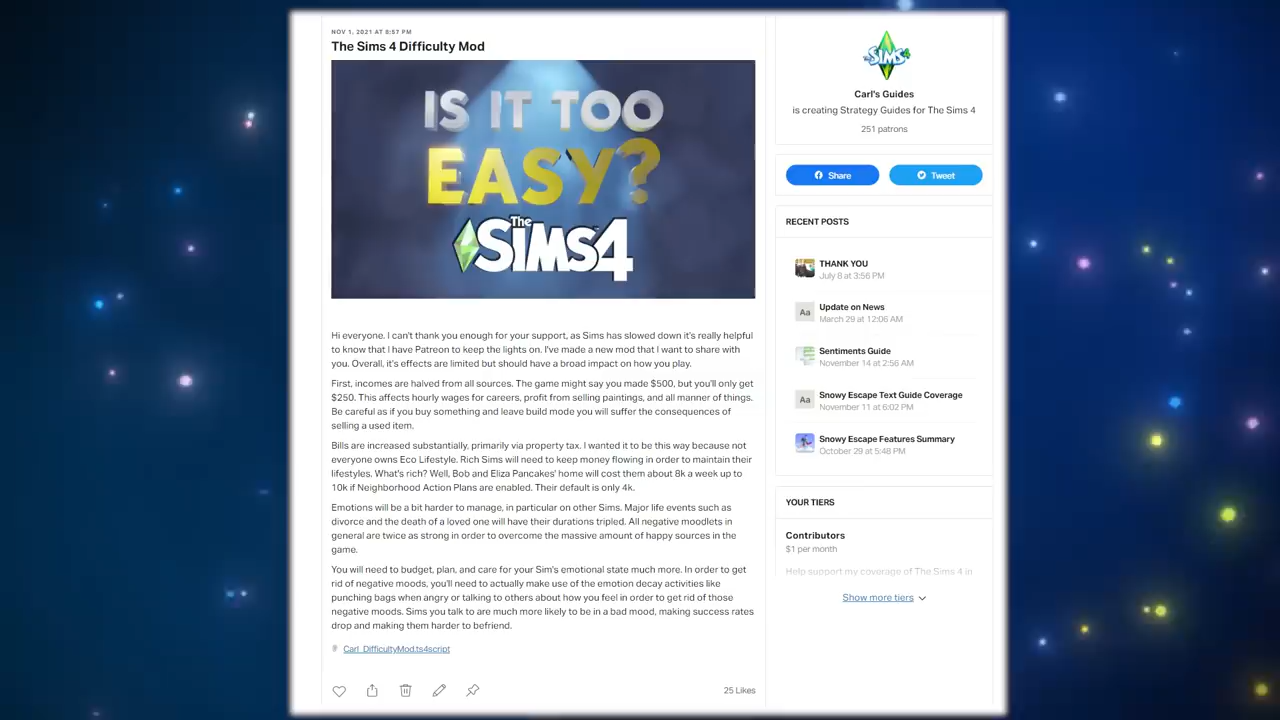 NOV 1, 2021 AT 8:57 PM
The Sims 4 Difficulty Mod
IS IT TOO
EASY?
The
SIMS4
Hi everyone. I can't thank you enough for your support, as Sims has slowed down it's really helpful
to know that I have Patreon to keep the lights on. I've made a new mod that I want to share with
you. Overall, it's effects are limited but should have a broad impact on how you play.
First, incomes are halved from all sources. The game might say you made $500, but you'll only get
$250. This affects hourly wages for careers, profit from selling paintings, and all manner of things.
Be careful as if you buy something and leave build mode you will suffer the consequences of
selling a used item.
Bills are increased substantially, primarily via property tax. I wanted it to be this way because not
everyone owns Eco Lifestyle. Rich Sims will need to keep money flowing in order to maintain their
lifestyles. What's rich? Well, Bob and Eliza Pancakes' home will cost them about 8k a week up to
10k if Neighborhood Action Plans are enabled. Their default is only 4k.
Emotions will be a bit harder to manage, in particular on other Sims. Major life events such as
divorce and the death of a loved one will have their durations tripled. All negative moodlets in
general are twice as strong in order to overcome the massive amount of happy sources in the
game.
You will need to budget, plan, and care for your Sim's emotional state much more. In order to get
rid of negative moods, you'll need to actually make use of the emotion decay activities like
punching bags when angry or talking to others about how you feel in order to get rid of those
negative moods. Sims you talk to are much more likely to be in a bad mood, making success rates
drop and making them harder to befriend.
Carl_DifficultyMod.ts4script
25 Likes
The SIMS 4
Carl's Guides
is creating Strategy Guides for The Sims 4
251 patrons
Share
Tweet
RECENT POSTS
THANK YOU
July 8 at 3:56 PM
Aa
Update on News
March 29 at 12:06 AM
Sentiments Guide
November 14 at 2:56 AM
Aa
Snowy Escape Text Guide Coverage
November 11 at 6:02 PM
Snowy Escape Features Summary
October 29 at 5:48 PM
YOUR TIERS
Contributors
$1 per month
Help support my coverage of The Sims 4 in
Show more tiers